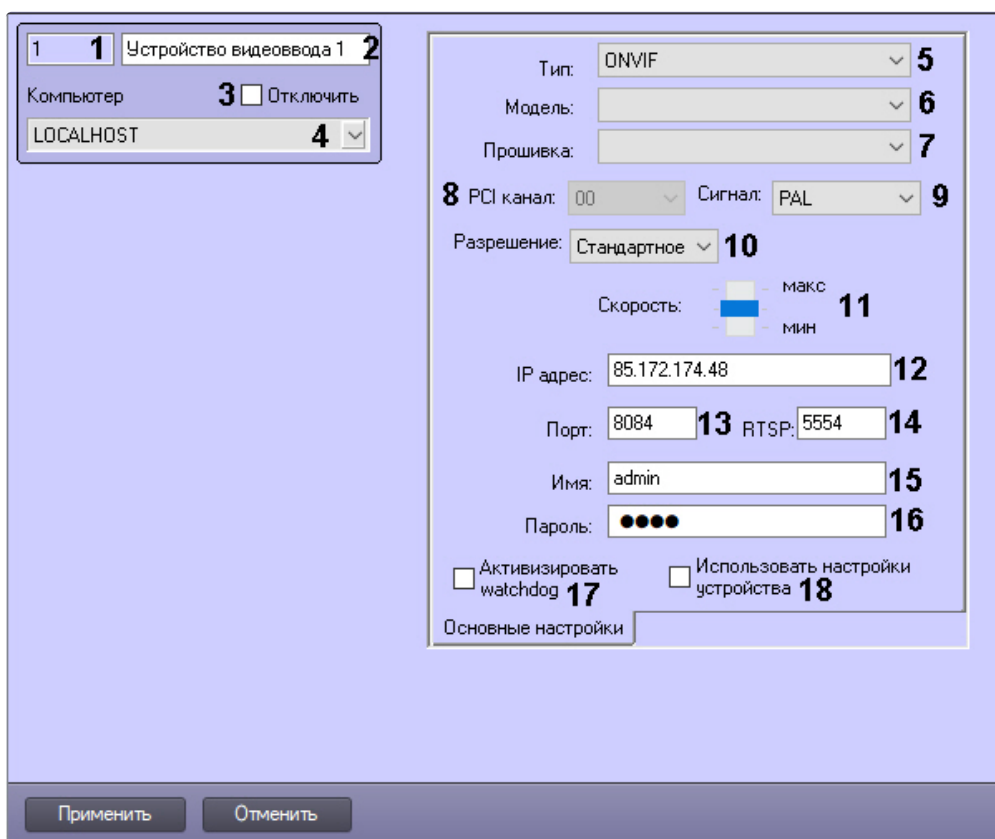 1 1 Устройство видеоввода 1 2
Компьютер 3 Отключить
LOCALHOST 4
Тип: ONVIF 5
Модель: 6
Прошивка: 7
8 PCI канал: 00 Сигнал: PAL 9
Разрешение: Стандартное 10
макс
Скорость: 11
мин
IP адрес: 85.172.174.48 12
Порт: 8084 13 RTSP: 5554 14
Имя: admin 15
Пароль: ●●●● 16
Активизировать
watchdog 17
Использовать настройки
устройства 18
Основные настройки
Применить Отменить